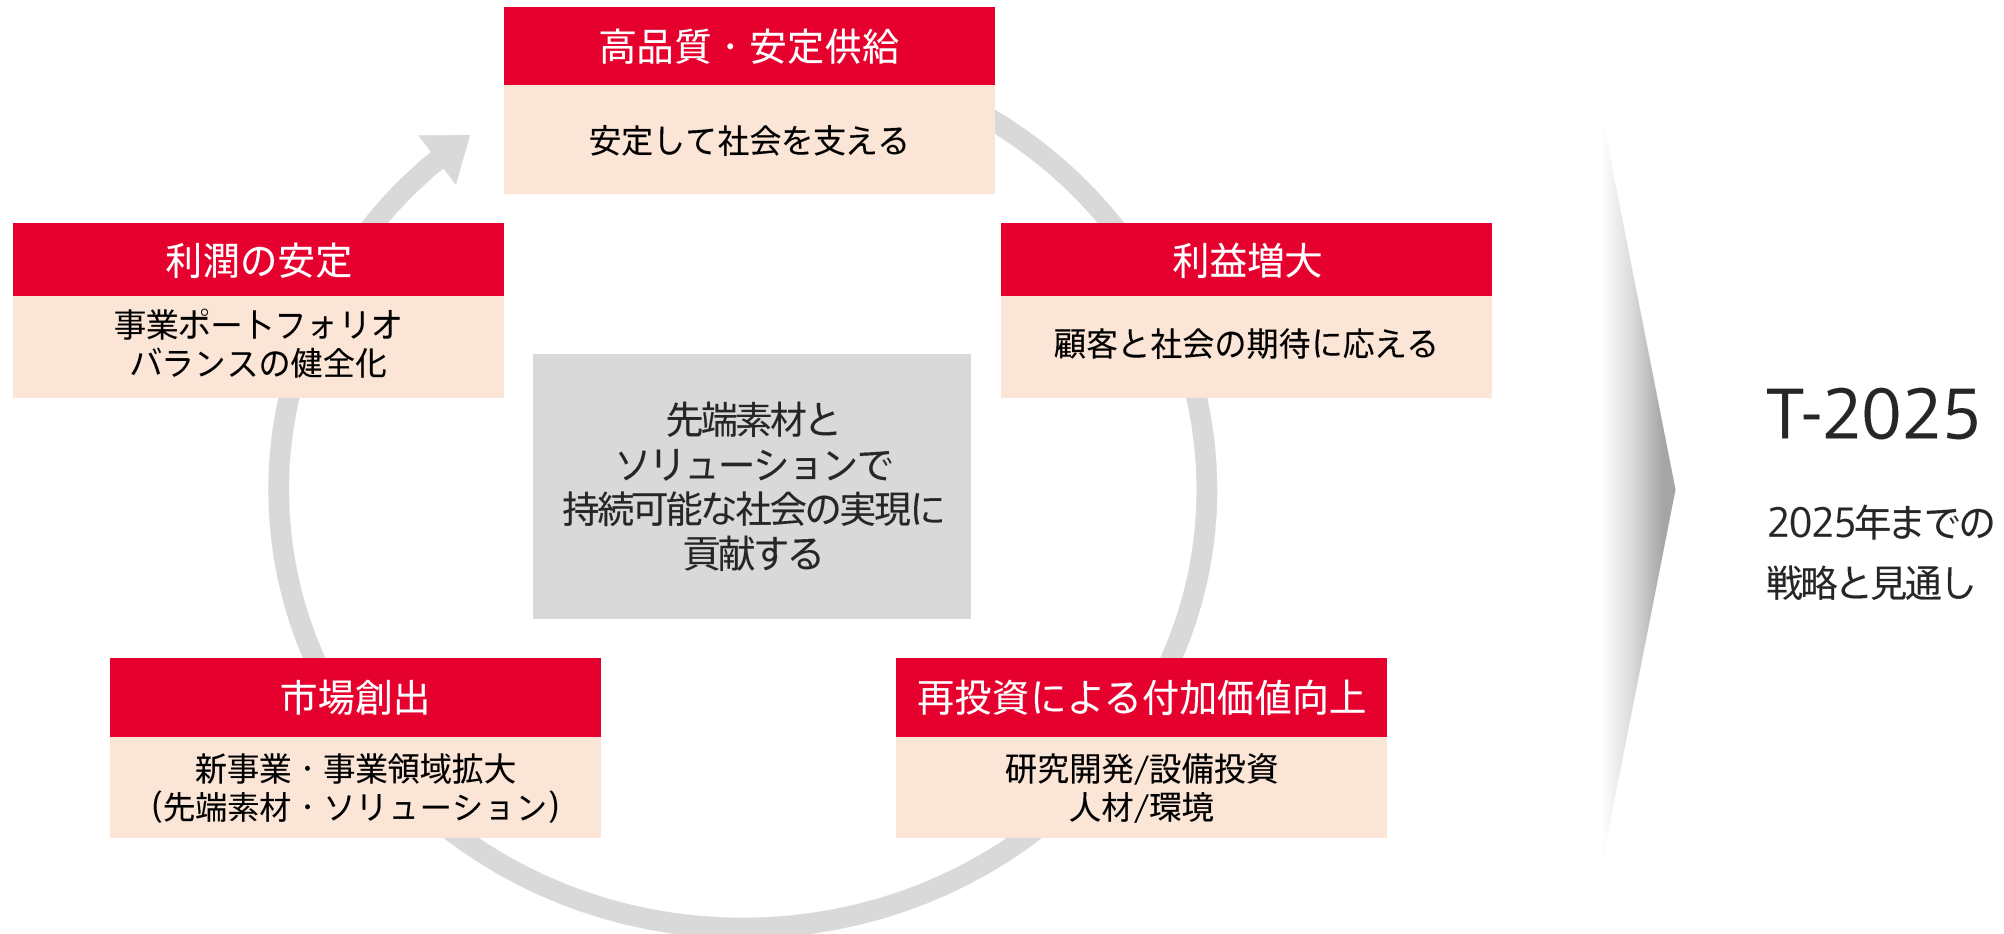 高品質・安定供給
安定して社会を支える
利益増大
顧客と社会の期待に応える
再投資による付加価値向上
研究開発/設備投資
人材/環境
市場創出
新事業・事業領域拡大
(先端素材・ソリューション)
利潤の安定
事業ポートフォリオ
バランスの健全化
先端素材と
ソリューションで
持続可能な社会の実現に
貢献する
T-2025
2025年までの
戦略と見通し